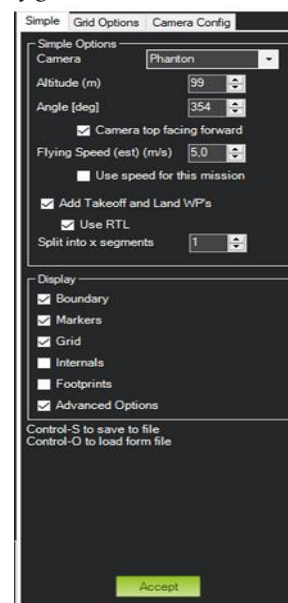 Simple Grid Options Camera Config
Simple Options
Camera Phanton
Altitude (m) 99
Angle [deg] 354
Camera top facing forward
Flying Speed (est) (m/s) 5,0
Use speed for this mission
Add Takeoff and Land WP's
Use RTL
Split into x segments 1
Display
Boundary
Markers
Grid
Internals
Footprints
Advanced Options
Control-S to save to file
Control-O to load form file
Accept